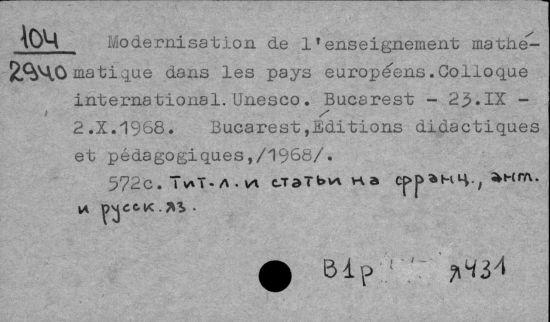 104
2940
Modernisation de l'enseignement mathé-
matique dans les pays européens.Colloque
international.Unesco. Bucarest - 23.IX -
2.X.1968. Bucarest,Éditions didactiques
et pédagogiques,/1968/.
572с. Тит.л. и статьи на франц., англ.
и русск.яз.
В1р я431